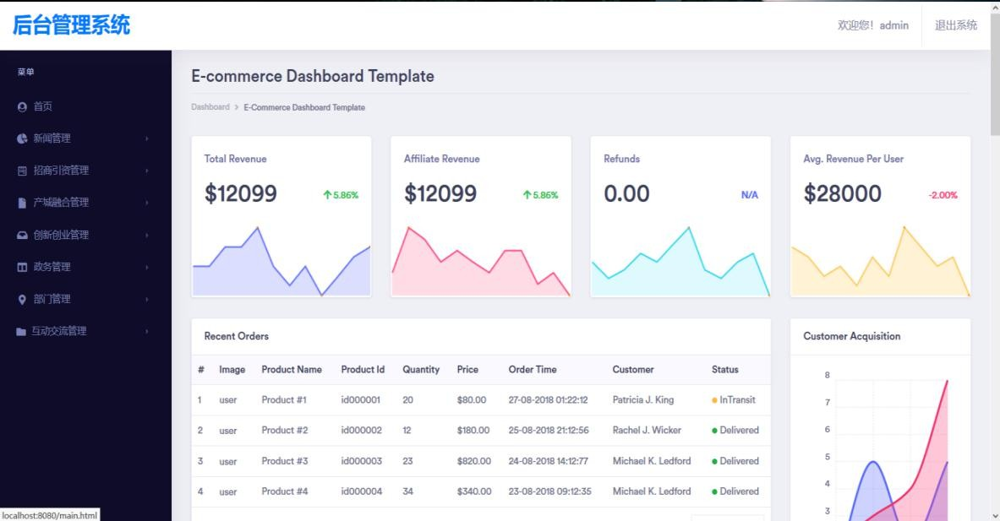 后台管理系统
欢迎您! admin 退出系统
菜单
首页
新闻管理
招商引资管理
产城融合管理
创新创业管理
政务管理
部门管理
互动交流管理
E-commerce Dashboard Template
Dashboard > E-Commerce Dashboard Template
Total Revenue
$12099 5.86%
Affiliate Revenue
$12099 5.86%
Refunds
0.00 N/A
Avg. Revenue Per User
$28000 -2.00%
Recent Orders
# Image Product Name Product Id Quantity Price Order Time Customer Status
1 user Product #1 id000001 20 $80.00 27-08-2018 01:22:12 Patricia J. King InTransit
2 user Product #2 id000002 12 $180.00 25-08-2018 21:12:56 Rachel J. Wicker Delivered
3 user Product #3 id000003 23 $820.00 24-08-2018 14:12:77 Michael K. Ledford Delivered
4 user Product #4 id000004 34 $340.00 23-08-2018 09:12:35 Michael K. Ledford Delivered
Customer Acquisition
8
7
6
5
4
3
localhost:8080/main.html